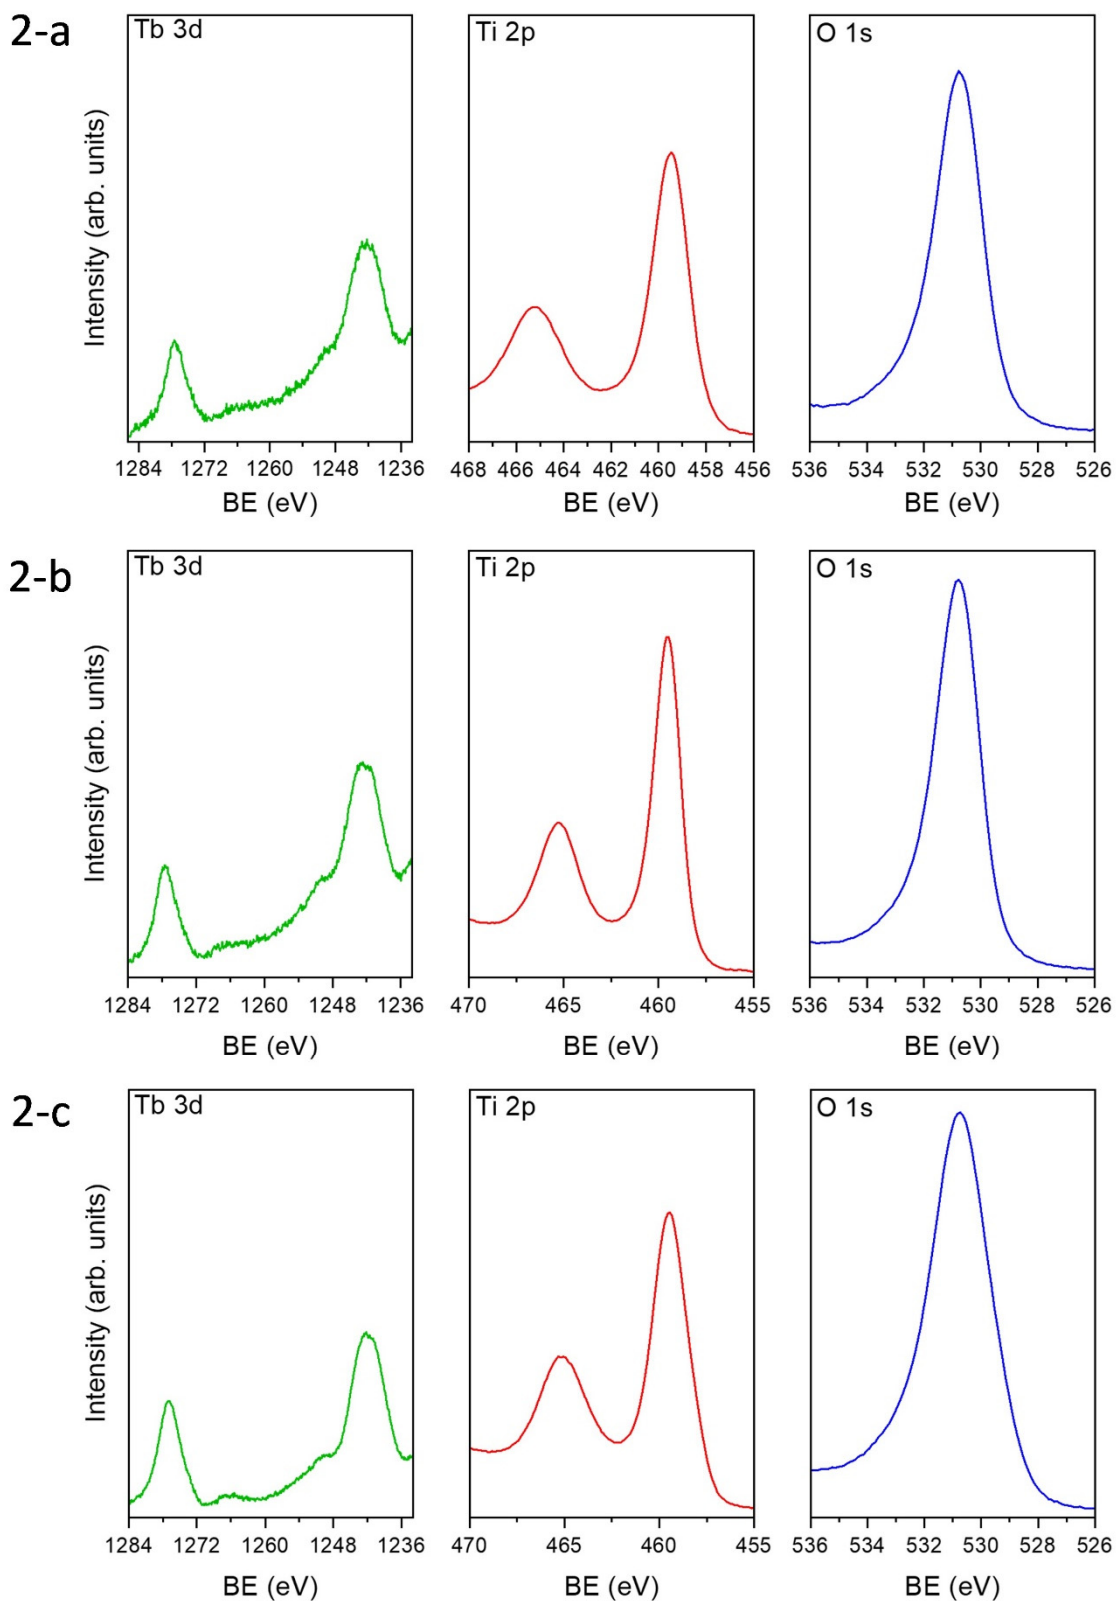 2-a
Tb 3d
Ti 2p
O 1s
Intensity (arb. units)
1284 1272 1260 1248 1236
468 466 464 462 460 458 456
536 534 532 530 528 526
BE (eV)
BE (eV)
BE (eV)
2-b
Tb 3d
Ti 2p
O 1s
Intensity (arb. units)
1284 1272 1260 1248 1236
470 465 460 455
536 534 532 530 528 526
BE (eV)
BE (eV)
BE (eV)
2-c
Tb 3d
Ti 2p
O 1s
Intensity (arb. units)
1284 1272 1260 1248 1236
470 465 460 455
536 534 532 530 528 526
BE (eV)
BE (eV)
BE (eV)